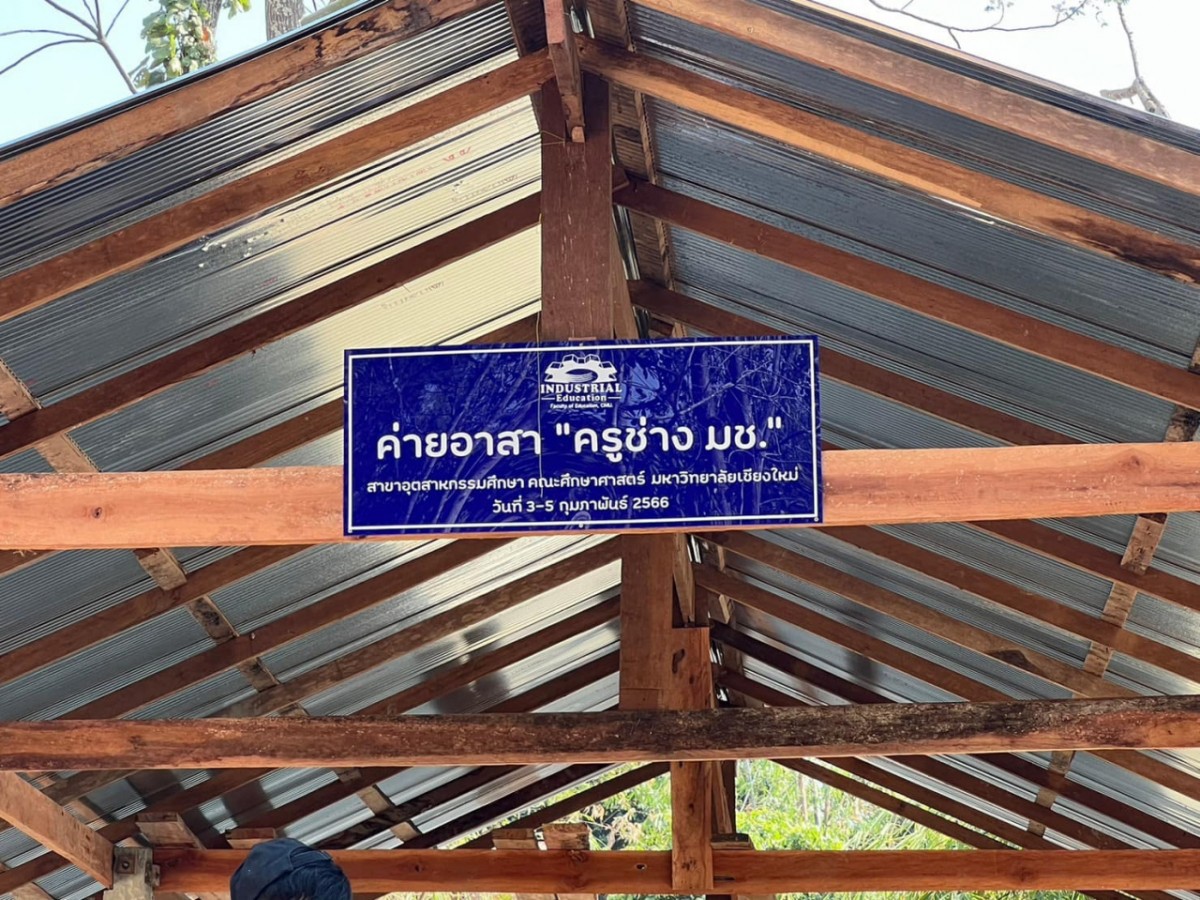 INDUSTRIAL
Education
Faculty of Education, CMU.
ค่ายอาสา "ครูช่าง มช."
สาขาอุตสาหกรรมศึกษา คณะศึกษาศาสตร์ มหาวิทยาลัยเชียงใหม่
วันที่ 3-5 กุมภาพันธ์ 2566